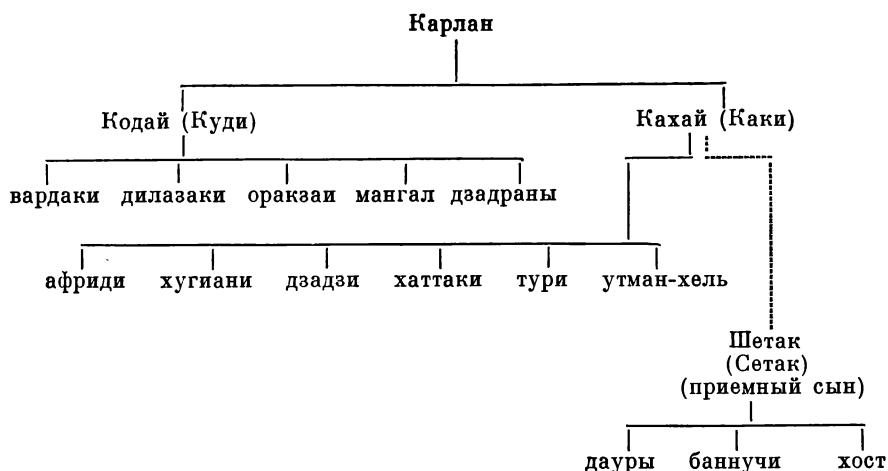 Карлан
Кодай (Куди) Кахай (Каки)
вардаки дилазаки оракзаи мангал дзадраны
африди хугиани дзадзи хаттаки тури утман-хель
Шетак
(Сетак)
(приемный сын)
дауры баннучи хост